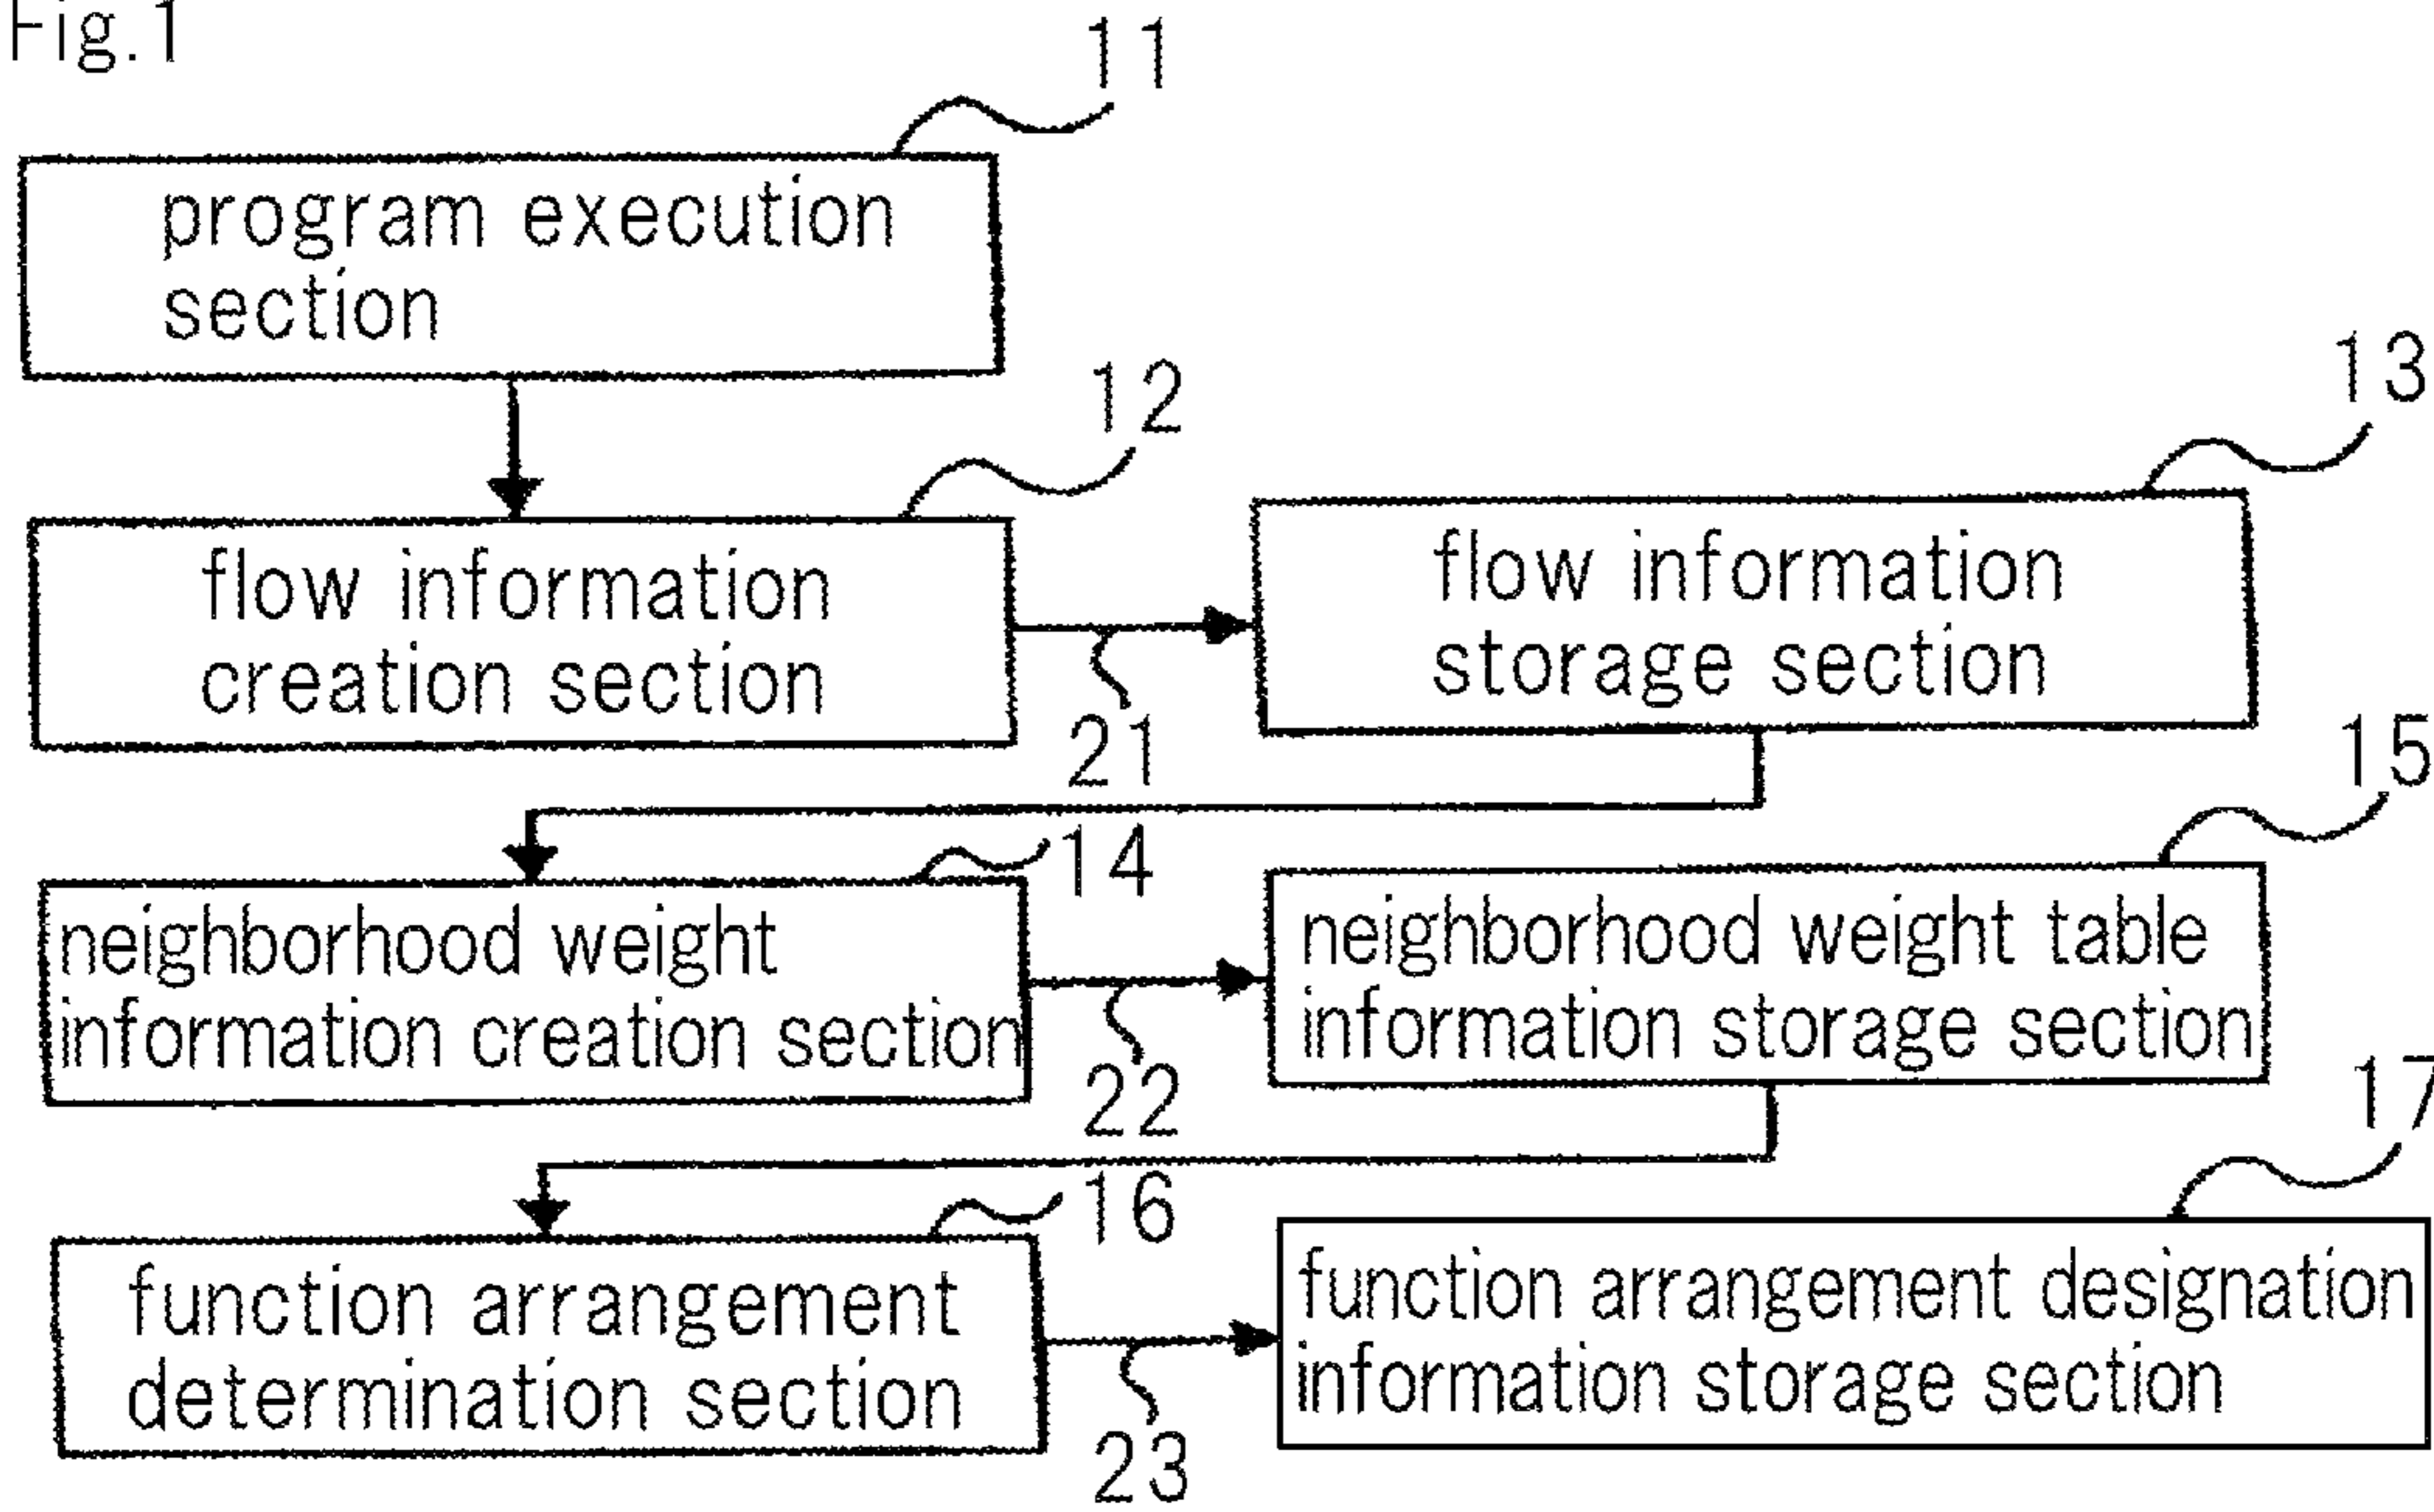 Fig.1
11
program execution
section
12
13
flow information
creation section
flow information
storage section
21
15
14
neighborhood weight
information creation section
neighborhood weight table
information storage section
22
17
16
function arrangement
determination section
function arrangement designation
information storage section
23